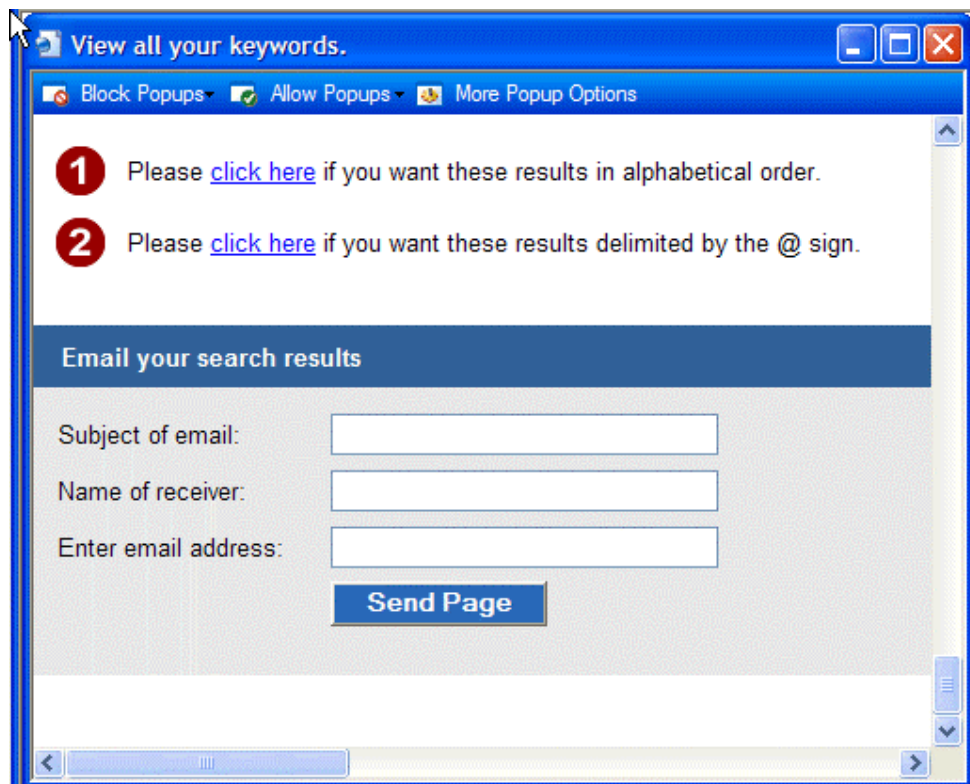 View all your keywords.
Block Popups Allow Popups More Popup Options
1 Please click here if you want these results in alphabetical order.
2 Please click here if you want these results delimited by the @ sign.
Email your search results
Subject of email:
Name of receiver:
Enter email address:
Send Page